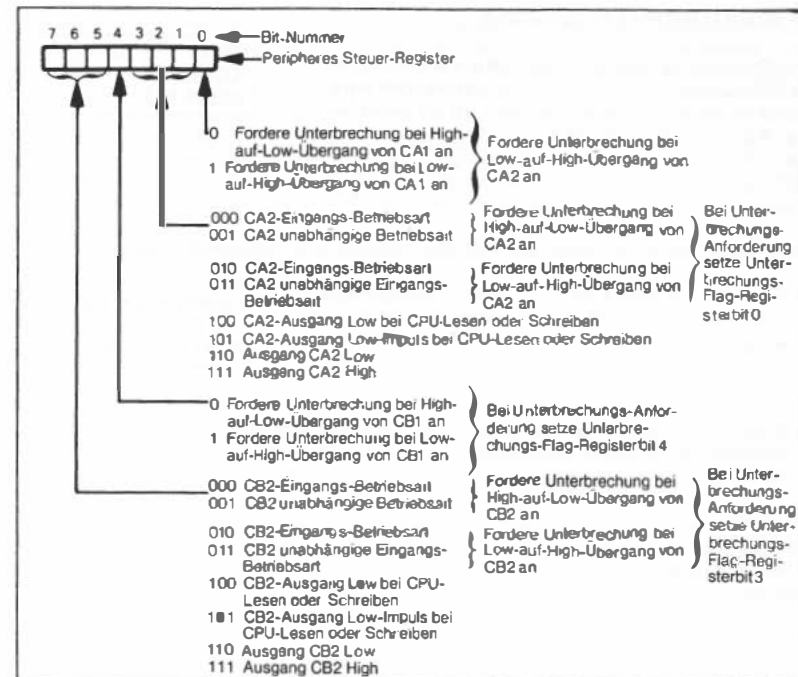 7 6 5 4 3 2 1 0 Bit-Nummer
Peripheres Steuer-Register
0 Fordere Unterbrechung bei High-
auf-Low-Übergang von CA1 an
1 Fordere Unterbrechung bei Low-
auf-High-Übergang von CA1 an
Fordere Unterbrechung bei
Low-auf-High-Übergang von
CA2 an
000 CA2-Eingangs-Betriebsart
001 CA2 unabhängige Betriebsart
Fordere Unterbrechung bei
High-auf-Low-Übergang von
CA2 an
010 CA2-Eingangs-Betriebsart
011 CA2 unabhängige Eingangs-
Betriebsart
Fordere Unterbrechung bei
Low-auf-High-Übergang von
CA2 an
Bei Unter-
brechungs-
Anforderung
setze Unter-
brechungs-
Flag-Regi-
sterbit 0
100 CA2-Ausgang Low bei CPU-Lesen oder Schreiben
101 CA2-Ausgang Low-Impuls bei CPU-Lesen oder Schreiben
110 Ausgang CA2 Low
111 Ausgang CA2 High
0 Fordere Unterbrechung bei High-
auf-Low-Übergang von CB1 an
1 Fordere Unterbrechung bei Low-
auf-High-Übergang von CB1 an
Bei Unterbrechungs-Anfor-
derung setze Unterbre-
chungs-Flag-Registerbit 4
000 CB2-Eingangs-Betriebsart
001 CB2 unabhängige Betriebsart
Fordere Unterbrechung bei
High-auf-Low-Übergang von
CB2 an
010 CB2-Eingangs-Betriebsart
011 CB2 unabhängige Eingangs-
Betriebsart
Fordere Unterbrechung bei
Low-auf-High-Übergang von
CB2 an
Bei Unter-
brechungs-
Anforderung
setze Unter-
brechungs-
Flag-Regi-
sterbit 3
100 CB2-Ausgang Low bei CPU-
Lesen oder Schreiben
101 CB2-Ausgang Low-Impuls bei
CPU-Lesen oder Schreiben
110 Ausgang CB2 Low
111 Ausgang CB2 High